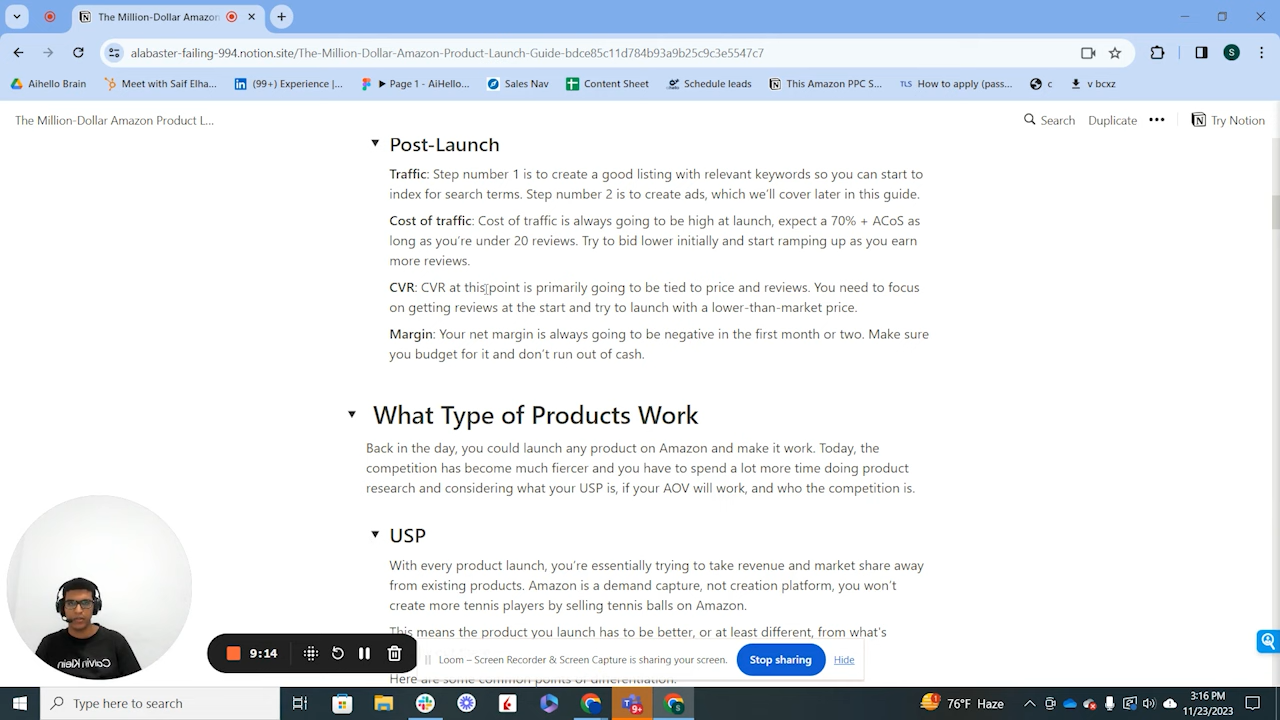 The Millon-Dollar Am
alabaster-failing-994.notion.site/The-Million-Dollar-Amazon-Product-Launch-Guide-bdce85c11d784b93a9b25c9c3e5547c7
S
Aihello Brain
Meet with Saif Elha...
(99+) Experience |...
▶ Page 1 - AiHello...
Sales Nav
Content Sheet
Schedule leads
This Amazon PPC S...
TLS How to apply (pass...
c
v bcxz
The Million-Dollar Amazon Product L...
Search
Duplicate
Try Notion
Post-Launch
Traffic: Step number 1 is to create a good listing with relevant keywords so you can start to
index for search terms. Step number 2 is to create ads, which we'll cover later in this guide.
Cost of traffic: Cost of traffic is always going to be high at launch, expect a 70% + ACoS as
long as you're under 20 reviews. Try to bid lower initially and start ramping up as you earn
more reviews.
CVR: CVR at this point is primarily going to be tied to price and reviews. You need to focus
on getting reviews at the start and try to launch with a lower-than-market price.
Margin: Your net margin is always going to be negative in the first month or two. Make sure
you budget for it and don't run out of cash.
What Type of Products Work
Back in the day, you could launch any product on Amazon and make it work. Today, the
competition has become much fiercer and you have to spend a lot more time doing product
research and considering what your USP is, if your AOV will work, and who the competition is.
USP
With every product launch, you're essentially trying to take revenue and market share away
from existing products. Amazon is a demand capture, not creation platform, you won't
create more tennis players by selling tennis balls on Amazon.
This means the product you launch has to be better, or at least different, from what's
Here are some common points of differentiation.
Calvin Klein
9:14
Loom – Screen Recorder & Screen Capture is sharing your screen.
Stop sharing
Hide
Type here to search
9+
1
76°F Haze
3:16 PM
11/23/2023